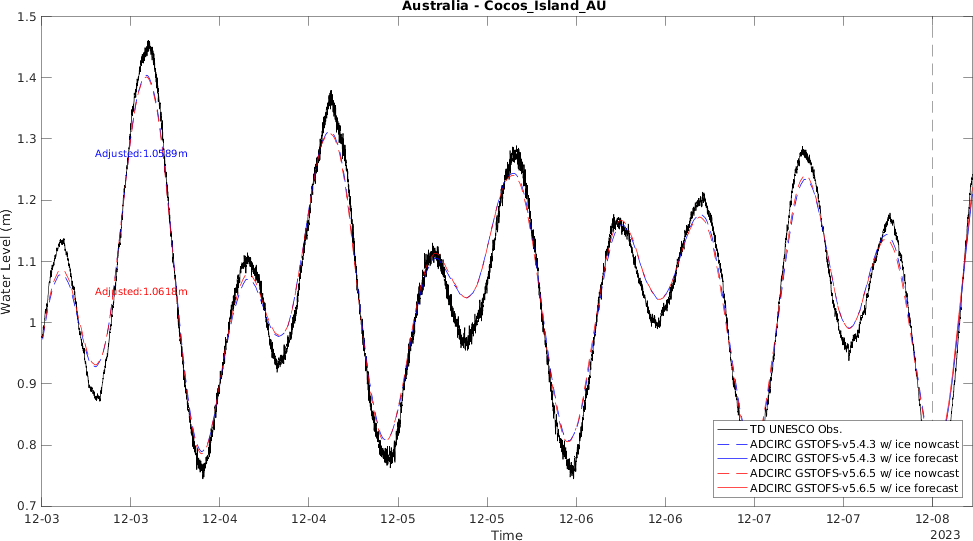 Australia - Cocos_Island_AU
1.5
1.4
1.3
1.2
1.1
1
0.9
0.8
0.7
Water Level (m)
Adjusted:1.0589m
Adjusted:1.0618m
TD UNESCO Obs.
ADCIRC GSTOFS-v5.4.3 w/ ice nowcast
ADCIRC GSTOFS-v5.4.3 w/ ice forecast
ADCIRC GSTOFS-v5.6.5 w/ ice nowcast
ADCIRC GSTOFS-v5.6.5 w/ ice forecast
12-03 12-03 12-04 12-04 12-05 12-05 12-06 12-06 12-07 12-07 12-08
2023
Time